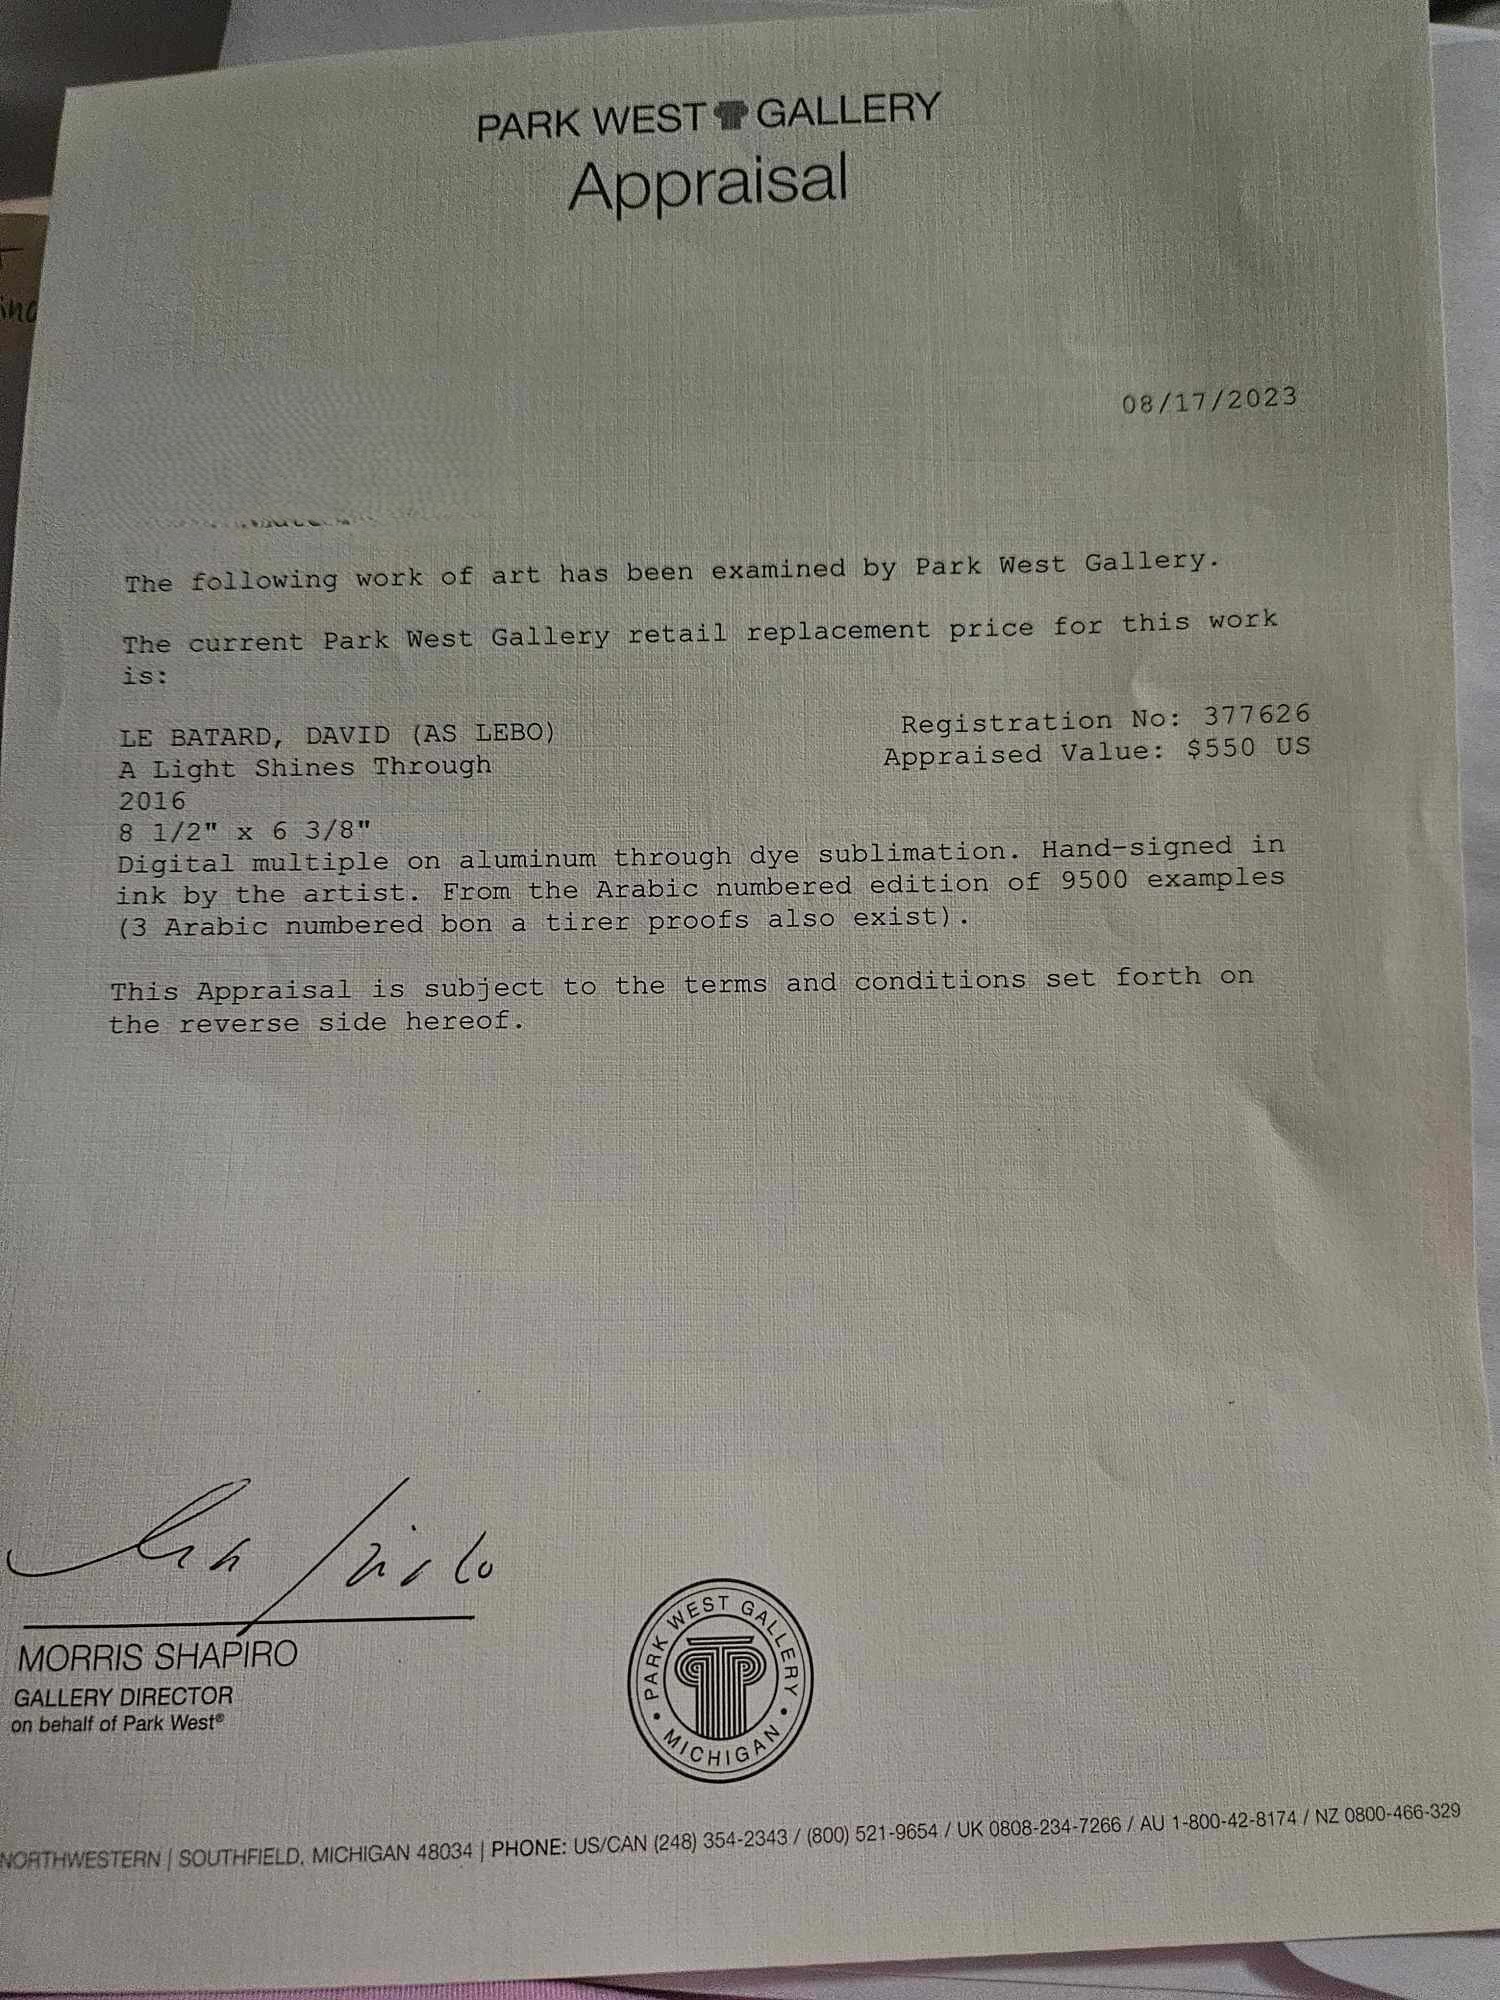 PARK WEST GALLERY
Appraisal
08/17/2023
The following work of art has been examined by Park West Gallery.
The current Park West Gallery retail replacement price for this work
is:
LE BATARD, DAVID (AS LEBO)
Registration No: 377626
A Light Shines Through
Appraised Value: $550 US
2016
8 1/2" x 6 3/8"
Digital multiple on aluminum through dye sublimation. Hand-signed in
ink by the artist. From the Arabic numbered edition of 9500 examples
(3 Arabic numbered bon a tirer proofs also exist).
This Appraisal is subject to the terms and conditions set forth on
the reverse side hereof.
MORRIS SHAPIRO
GALLERY DIRECTOR
on behalf of Park West®
PARK WEST GALLERY • MICHIGAN •
NORTHWESTERN | SOUTHFIELD, MICHIGAN 48034 | PHONE: US/CAN (248) 354-2343 / (800) 521-9654 / UK 0808-234-7266 / AU 1-800-42-8174 / NZ 0800-466-329